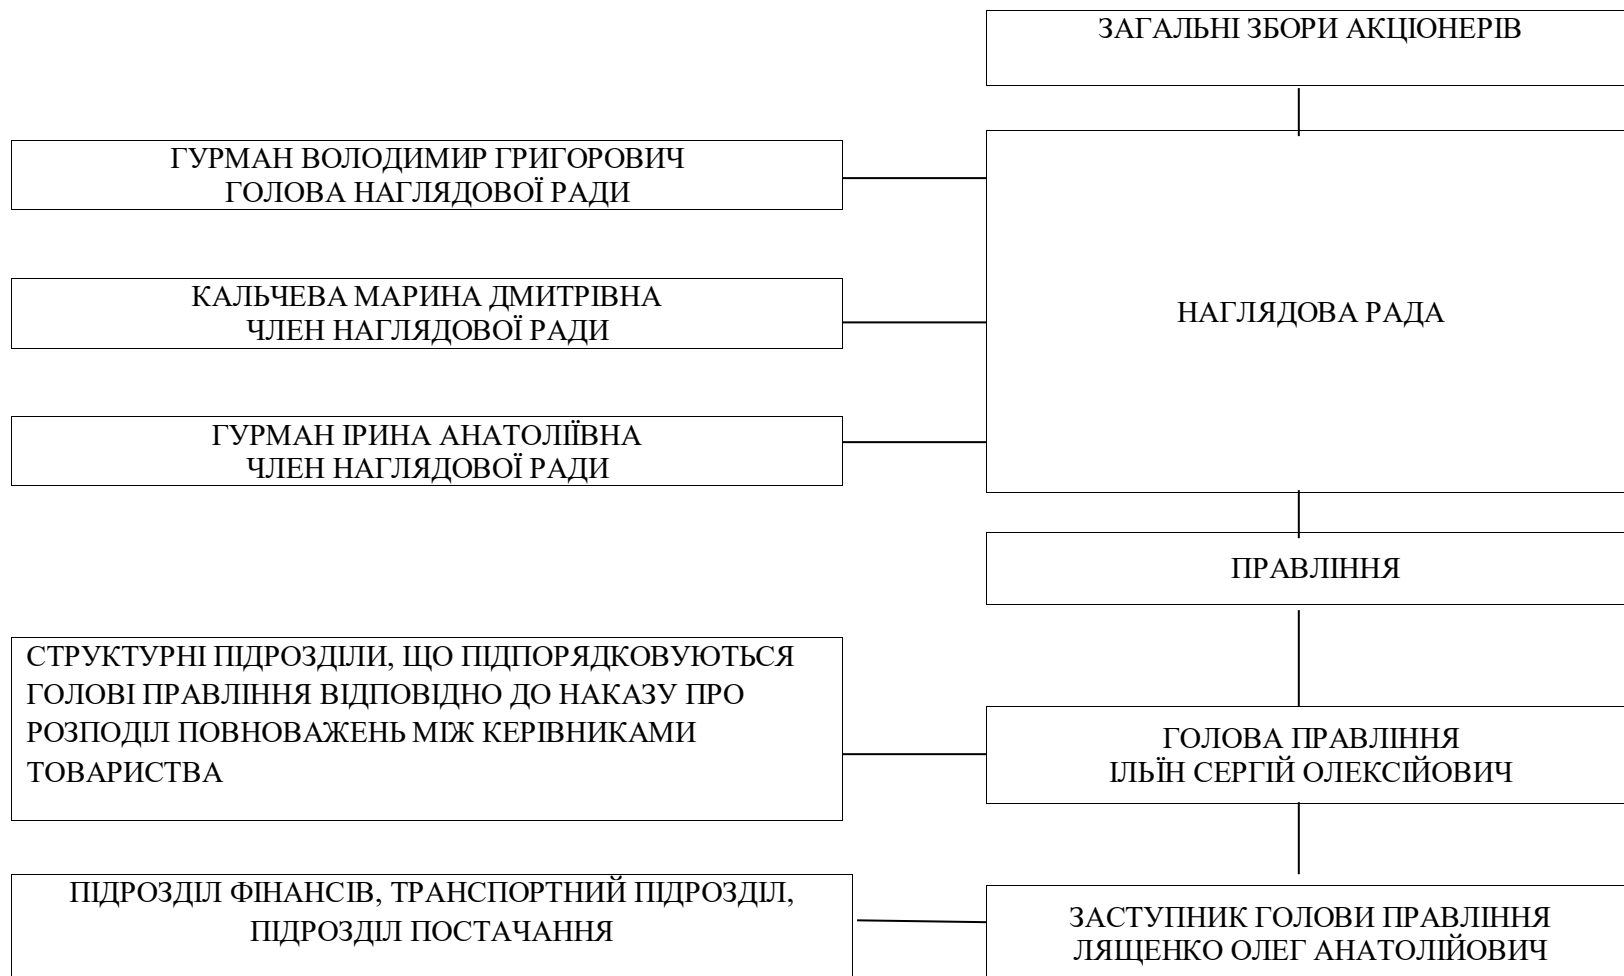 ЗАГАЛЬНІ ЗБОРИ АКЦІОНЕРІВ
ГУРМАН ВОЛОДИМИР ГРИГОРОВИЧ
ГОЛОВА НАГЛЯДОВОЇ РАДИ
КАЛЬЧЕВА МАРИНА ДМИТРІВНА
ЧЛЕН НАГЛЯДОВОЇ РАДИ
НАГЛЯДОВА РАДА
ГУРМАН ІРИНА АНАТОЛІЇВНА
ЧЛЕН НАГЛЯДОВОЇ РАДИ
ПРАВЛІННЯ
СТРУКТУРНІ ПІДРОЗДІЛИ, ЩО ПІДПОРЯДКОВУЮТЬСЯ
ГОЛОВІ ПРАВЛІННЯ ВІДПОВІДНО ДО НАКАЗУ ПРО
РОЗПОДІЛ ПОВНОВАЖЕНЬ МІЖ КЕРІВНИКАМИ
ТОВАРИСТВА
ГОЛОВА ПРАВЛІННЯ
ІЛЬЇН СЕРГІЙ ОЛЕКСІЙОВИЧ
ПІДРОЗДІЛ ФІНАНСІВ, ТРАНСПОРТНИЙ ПІДРОЗДІЛ,
ПІДРОЗДІЛ ПОСТАЧАННЯ
ЗАСТУПНИК ГОЛОВИ ПРАВЛІННЯ
ЛЯЩЕНКО ОЛЕГ АНАТОЛІЙОВИЧ